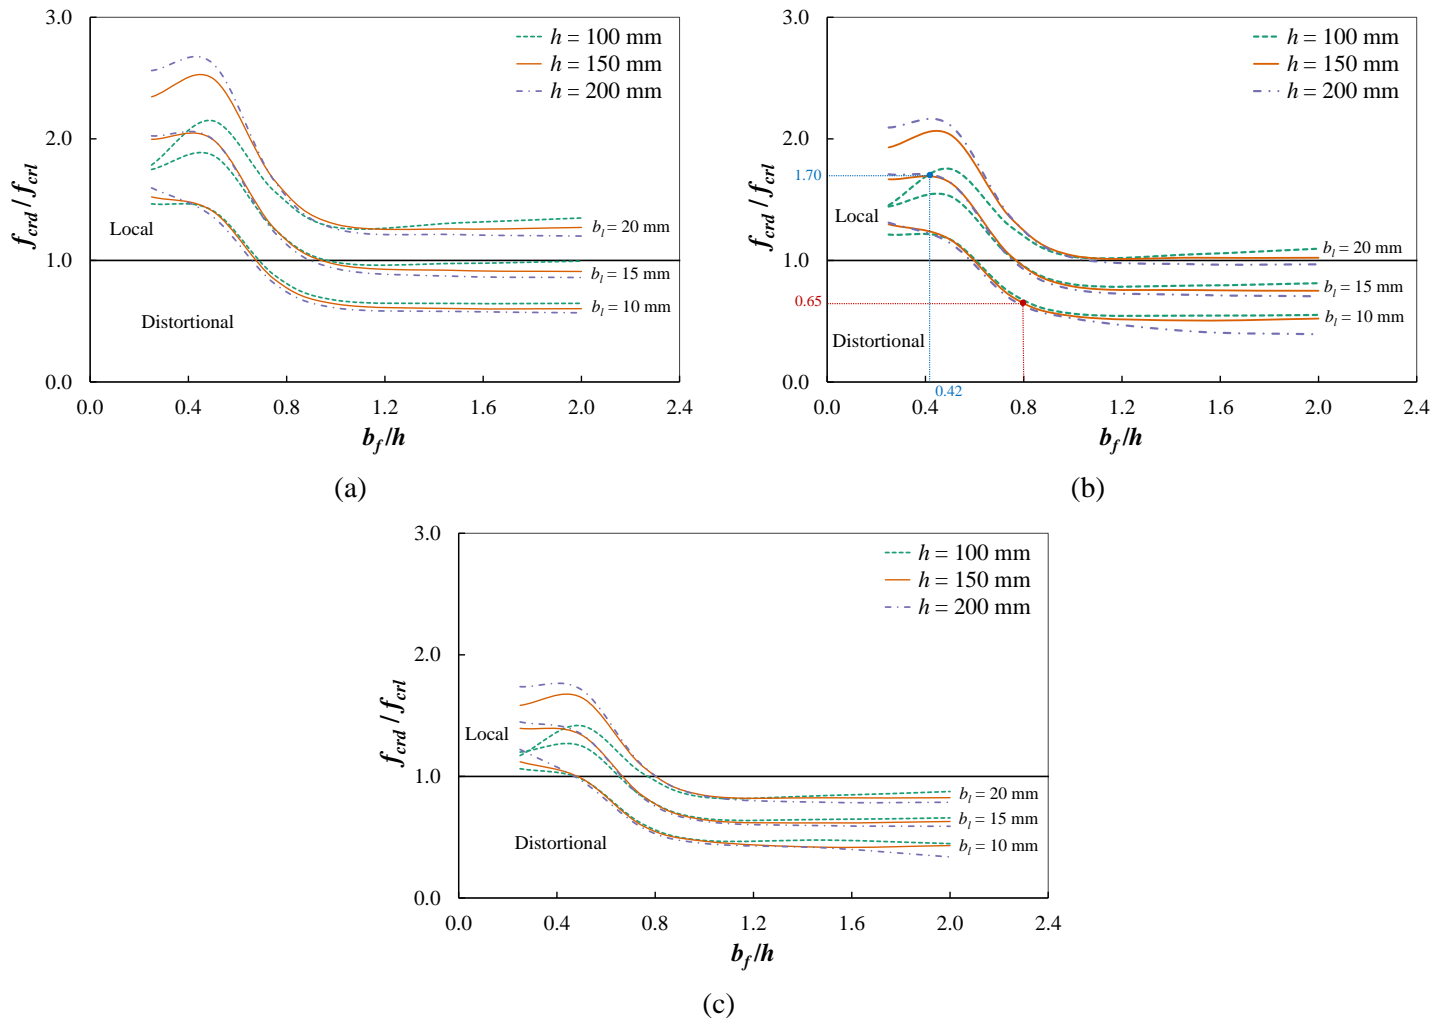 3.0
2.0
1.0
0.0
0.0 0.4 0.8 1.2 1.6 2.0 2.4
f_crd / f_crl
b_f/h
h = 100 mm
h = 150 mm
h = 200 mm
Local
Distortional
b_l = 20 mm
b_l = 15 mm
b_l = 10 mm
(a)
3.0
2.0
1.70
1.0
0.65
0.0
0.42
0.0 0.4 0.8 1.2 1.6 2.0 2.4
f_crd / f_crl
b_f/h
h = 100 mm
h = 150 mm
h = 200 mm
Local
Distortional
b_l = 20 mm
b_l = 15 mm
b_l = 10 mm
(b)
3.0
2.0
1.0
0.0
0.0 0.4 0.8 1.2 1.6 2.0 2.4
f_crd / f_crl
b_f/h
h = 100 mm
h = 150 mm
h = 200 mm
Local
Distortional
b_l = 20 mm
b_l = 15 mm
b_l = 10 mm
(c)